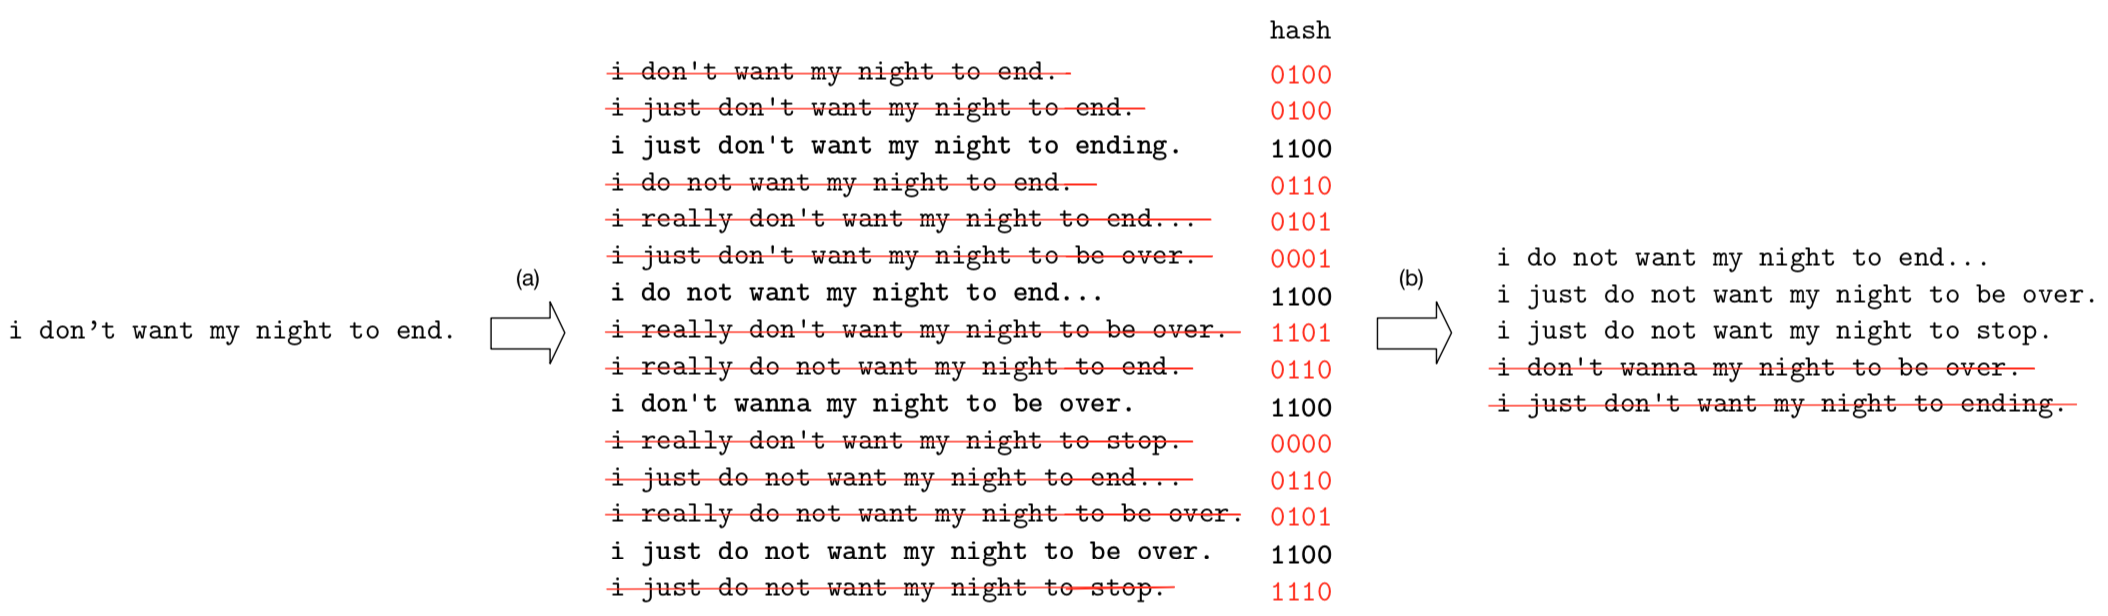 hash
i don't want my night to end. 0100
i just don't want my night to end. 0100
i just don't want my night to ending. 1100
i do not want my night to end. 0110
i really don't want my night to end... 0101
i just don't want my night to be over. 0001
i do not want my night to end... 1100
i really don't want my night to be over. 1101
i really do not want my night to end. 0110
i don't wanna my night to be over. 1100
i really don't want my night to stop. 0000
i just do not want my night to end... 0110
i really do not want my night to be over. 0101
i just do not want my night to be over. 1100
i just do not want my night to stop. 1110
i don’t want my night to end.
(a)
(b)
i do not want my night to end...
i just do not want my night to be over.
i just do not want my night to stop.
i don't wanna my night to be over.
i just don't want my night to ending.